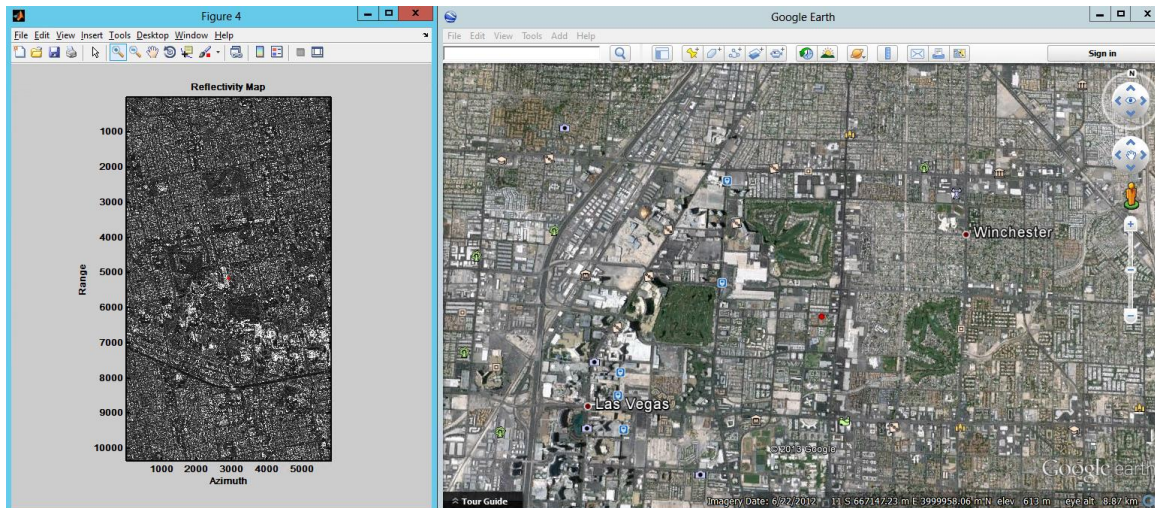 Figure 4
File Edit View Insert Tools Desktop Window Help
Reflectivity Map
1000
2000
3000
4000
5000
6000
7000
8000
9000
10000
Range
1000 2000 3000 4000 5000
Azimuth
Google Earth
File Edit View Tools Add Help
Sign in
N
Winchester
Las Vegas
© 2013 Google
Google earth
Tour Guide
Imagery Date: 6/22/2012 11 S 667147.23 m E 3999958.06 m N elev 613 m eye alt 8.87 km